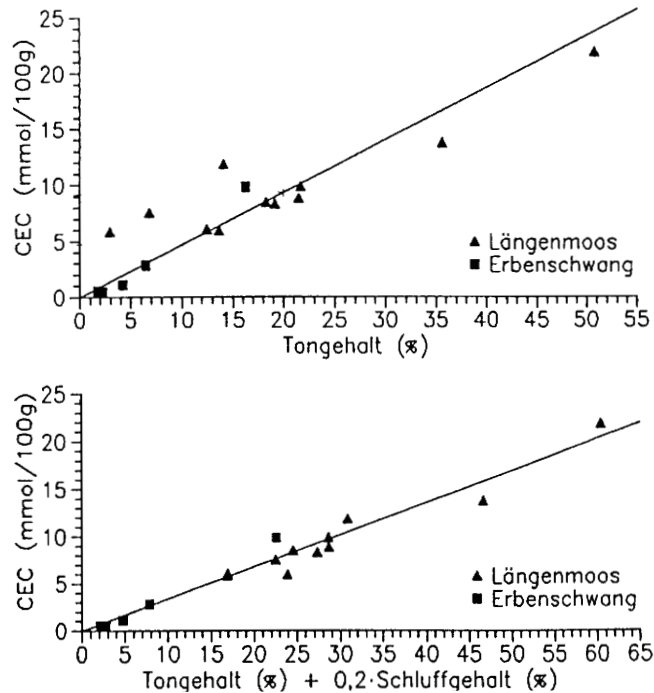 25
20
15
10
5
0
CEC (mmol/100g)
▲ Längenmoos
■ Erbenschwang
0 5 10 15 20 25 30 35 40 45 50 55
Tongehalt (%)
25
20
15
10
5
0
CEC (mmol/100g)
▲ Längenmoos
■ Erbenschwang
0 5 10 15 20 25 30 35 40 45 50 55 60 65
Tongehalt (%) + 0,2·Schluffgehalt (%)